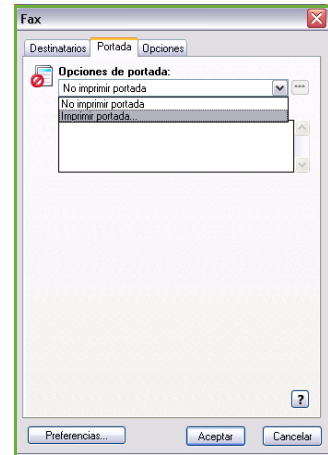 Fax
Destinatarios Portada Opciones
Opciones de portada:
No imprimir portada
No imprimir portada
Imprimir portada...
?
Preferencias... Aceptar Cancelar